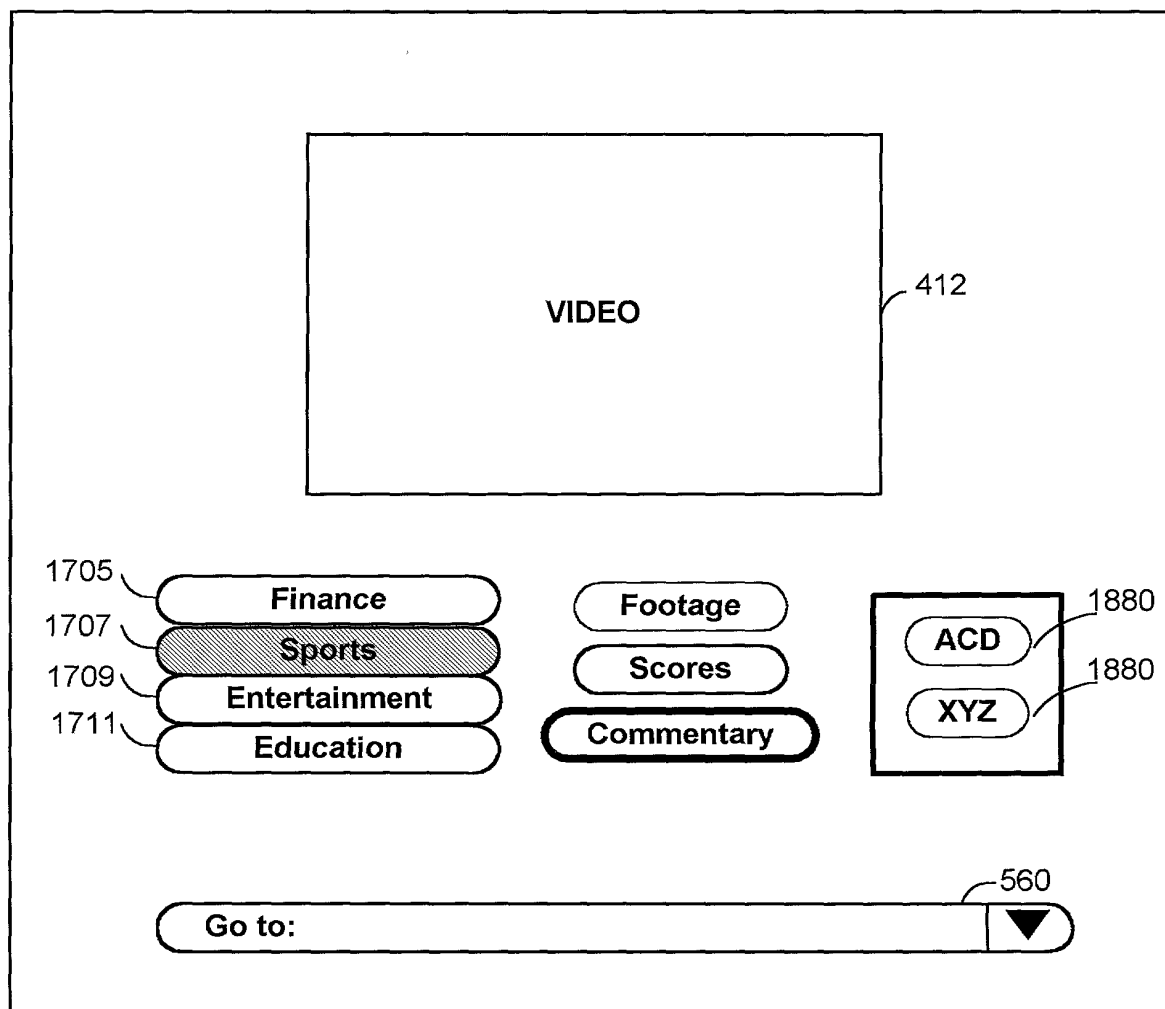 VIDEO
412
1705
Finance
1707
Sports
1709
Entertainment
1711
Education
Footage
Scores
Commentary
ACD
1880
XYZ
1880
560
Go to: